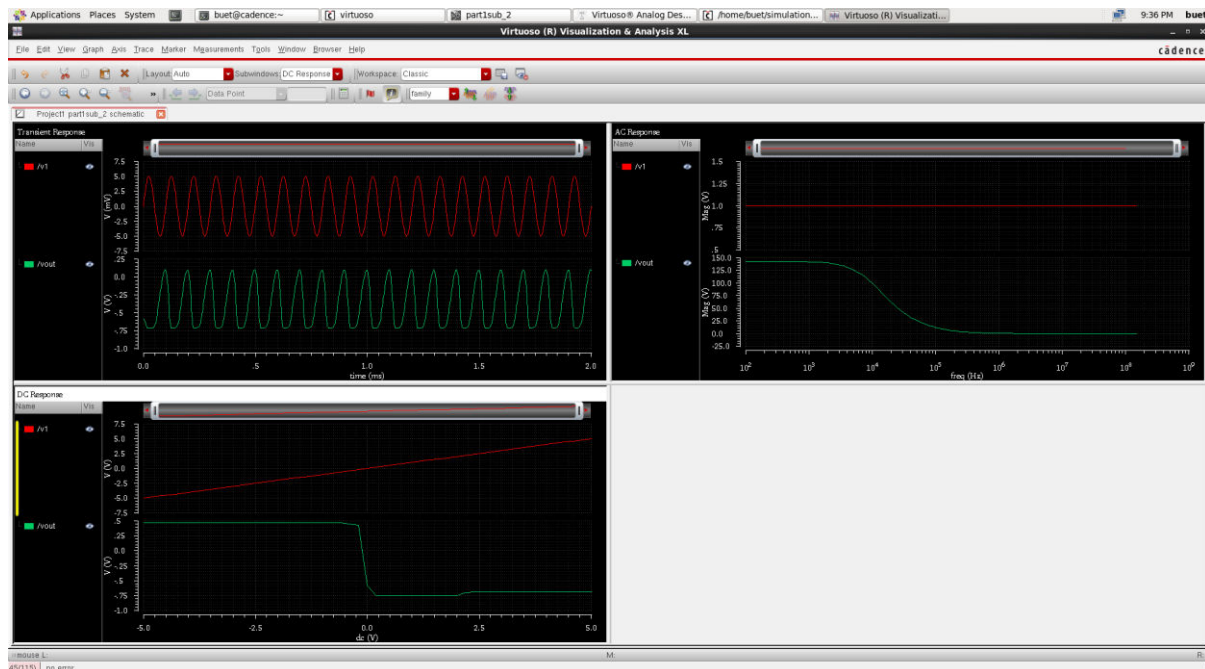 Applications Places System buet@cadence:~ virtuoso part1sub_2 Virtuoso® Analog Des... /home/buet/simulation... Virtuoso (R) Visualizati... 9:36 PM buet
Virtuoso (R) Visualization & Analysis XL
File Edit View Graph Axis Trace Marker Measurements Tools Window Browser Help cādence
Layout: Auto Subwindows: DC Response Workspace: Classic
» Data Point family
Project1 part1sub_2 schematic
Transient Response
Name Vis
/v1
V (mV)
7.5
5.0
2.5
0.0
-2.5
-5.0
-7.5
/vout
V (V)
.25
0.0
-.25
-.5
-.75
-1.0
0.0 .5 1.0 1.5 2.0
time (ms)
AC Response
Name Vis
/v1
Mag (V)
1.5
1.25
1.0
.75
.5
/vout
Mag (V)
150.0
125.0
100.0
75.0
50.0
25.0
0.0
-25.0
10² 10³ 10⁴ 10⁵ 10⁶ 10⁷ 10⁸ 10⁹
freq (Hz)
DC Response
Name Vis
/v1
V (V)
7.5
5.0
2.5
0.0
-2.5
-5.0
-7.5
/vout
V (V)
.5
.25
0.0
-.25
-.5
-.75
-1.0
-5.0 -2.5 0.0 2.5 5.0
dc (V)
mouse L: M: R:
45(115) no error